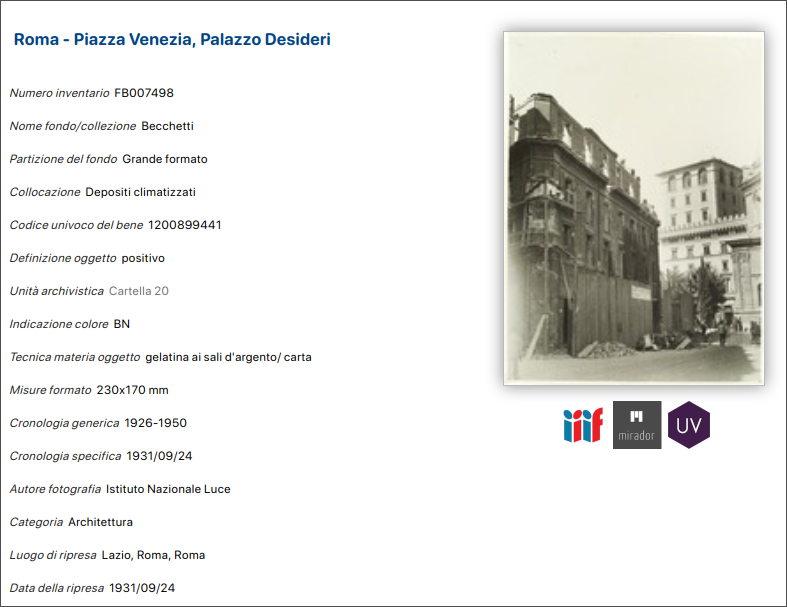 Roma - Piazza Venezia, Palazzo Desideri
Numero inventario FB007498
Nome fondo/collezione Becchetti
Partizione del fondo Grande formato
Collocazione Depositi climatizzati
Codice univoco del bene 1200899441
Definizione oggetto positivo
Unità archivistica Cartella 20
Indicazione colore BN
Tecnica materia oggetto gelatina ai sali d'argento/ carta
Misure formato 230x170 mm
Cronologia generica 1926-1950
Cronologia specifica 1931/09/24
Autore fotografia Istituto Nazionale Luce
Categoria Architettura
Luogo di ripresa Lazio, Roma, Roma
Data della ripresa 1931/09/24
iiif
mirador
UV